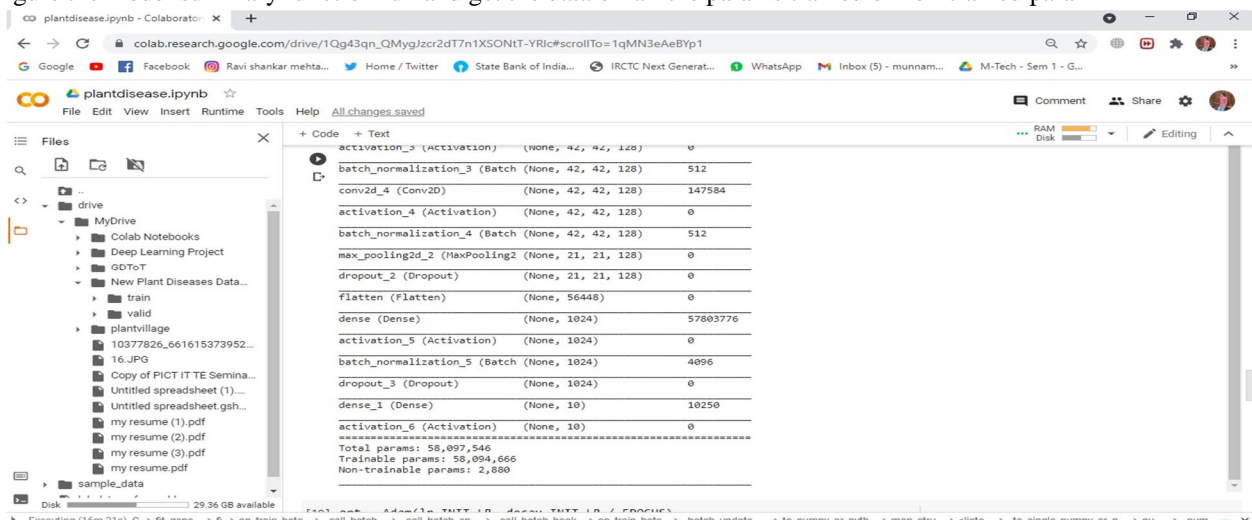 plantdisease.ipynb - Colaborator
colab.research.google.com/drive/1Qg43qn_QMygJzcr2dT7n1XSONtT-YRlc#scrollTo=1qMN3eAeBYp1
Google Facebook Ravi shankar mehta... Home / Twitter State Bank of India... IRCTC Next Generat... WhatsApp Inbox (5) - munnam... M-Tech - Sem 1 - G...
plantdisease.ipynb
Comment Share
File Edit View Insert Runtime Tools Help All changes saved
Files
+ Code + Text
RAM
Disk
Editing
..
drive
MyDrive
Colab Notebooks
Deep Learning Project
GDToT
New Plant Diseases Data...
train
valid
plantvillage
10377826_661615373952...
16.JPG
Copy of PICT IT TE Semina...
Untitled spreadsheet (1)....
Untitled spreadsheet.gsh...
my resume (1).pdf
my resume (2).pdf
my resume (3).pdf
my resume.pdf
sample_data
Disk 29.36 GB available
activation_3 (Activation) (None, 42, 42, 128) 0
batch_normalization_3 (Batch (None, 42, 42, 128) 512
conv2d_4 (Conv2D) (None, 42, 42, 128) 147584
activation_4 (Activation) (None, 42, 42, 128) 0
batch_normalization_4 (Batch (None, 42, 42, 128) 512
max_pooling2d_2 (MaxPooling2 (None, 21, 21, 128) 0
dropout_2 (Dropout) (None, 21, 21, 128) 0
flatten (Flatten) (None, 56448) 0
dense (Dense) (None, 1024) 57803776
activation_5 (Activation) (None, 1024) 0
batch_normalization_5 (Batch (None, 1024) 4096
dropout_3 (Dropout) (None, 1024) 0
dense_1 (Dense) (None, 10) 10250
activation_6 (Activation) (None, 10) 0
Total params: 58,097,546
Trainable params: 58,094,666
Non-trainable params: 2,880